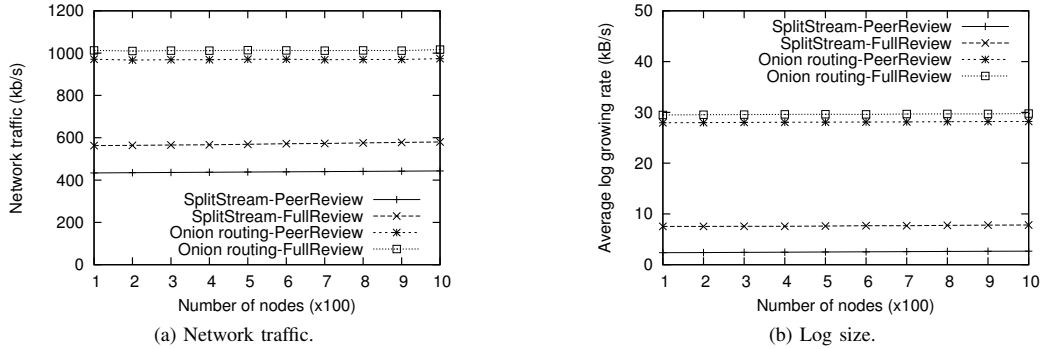 1200
1000
800
600
400
200
0
Network traffic (kb/s)
SplitStream-PeerReview
SplitStream-FullReview
Onion routing-PeerReview
Onion routing-FullReview
1 2 3 4 5 6 7 8 9 10
Number of nodes (x100)
(a) Network traffic.
50
40
30
20
10
0
Average log growing rate (kB/s)
SplitStream-PeerReview
SplitStream-FullReview
Onion routing-PeerReview
Onion routing-FullReview
1 2 3 4 5 6 7 8 9 10
Number of nodes (x100)
(b) Log size.